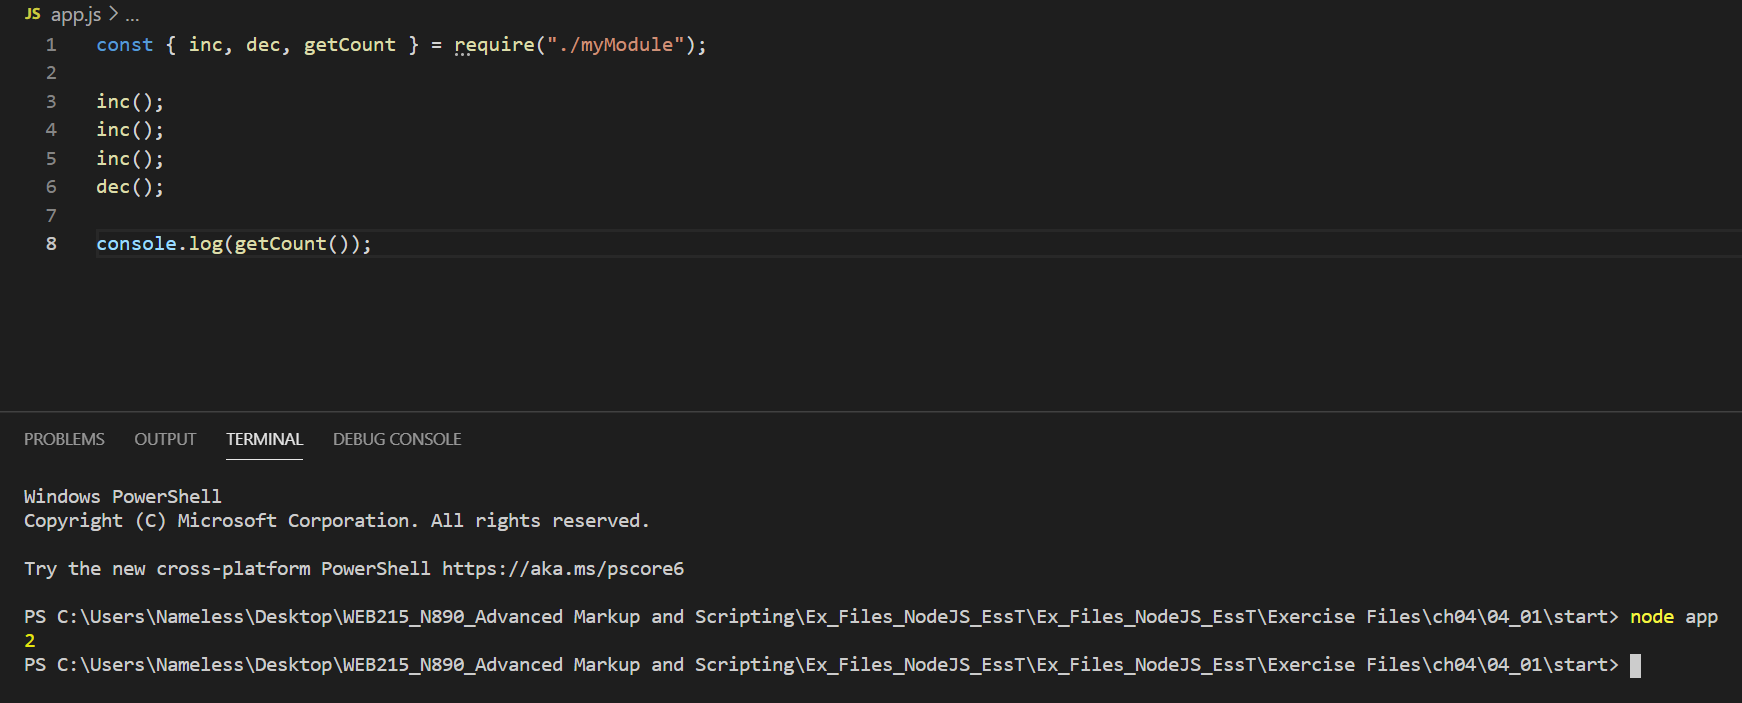 JS app.js > ...
1 const { inc, dec, getCount } = require("./myModule");
2
3 inc();
4 inc();
5 inc();
6 dec();
7
8 console.log(getCount());
PROBLEMS OUTPUT TERMINAL DEBUG CONSOLE
Windows PowerShell
Copyright (C) Microsoft Corporation. All rights reserved.
Try the new cross-platform PowerShell https://aka.ms/pscore6
PS C:\Users\Nameless\Desktop\WEB215_N890_Advanced Markup and Scripting\Ex_Files_NodeJS_EssT\Ex_Files_NodeJS_EssT\Exercise Files\ch04\04_01\start> node app
2
PS C:\Users\Nameless\Desktop\WEB215_N890_Advanced Markup and Scripting\Ex_Files_NodeJS_EssT\Ex_Files_NodeJS_EssT\Exercise Files\ch04\04_01\start>